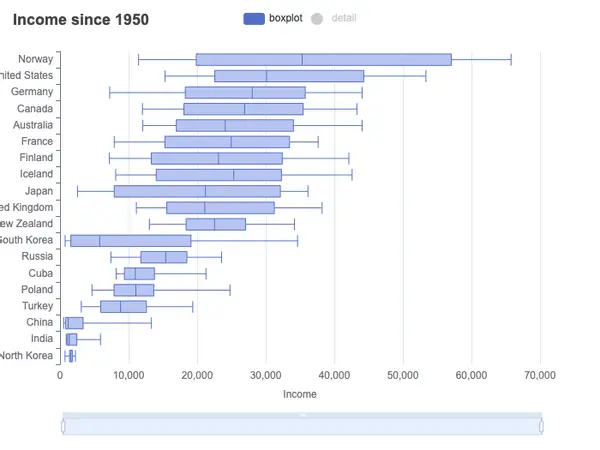 Income since 1950
boxplot
detail
Norway
nited States
Germany
Canada
Australia
France
Finland
Iceland
Japan
ed Kingdom
ew Zealand
South Korea
Russia
Cuba
Poland
Turkey
China
India
North Korea
0 10,000 20,000 30,000 40,000 50,000 60,000 70,000
Income